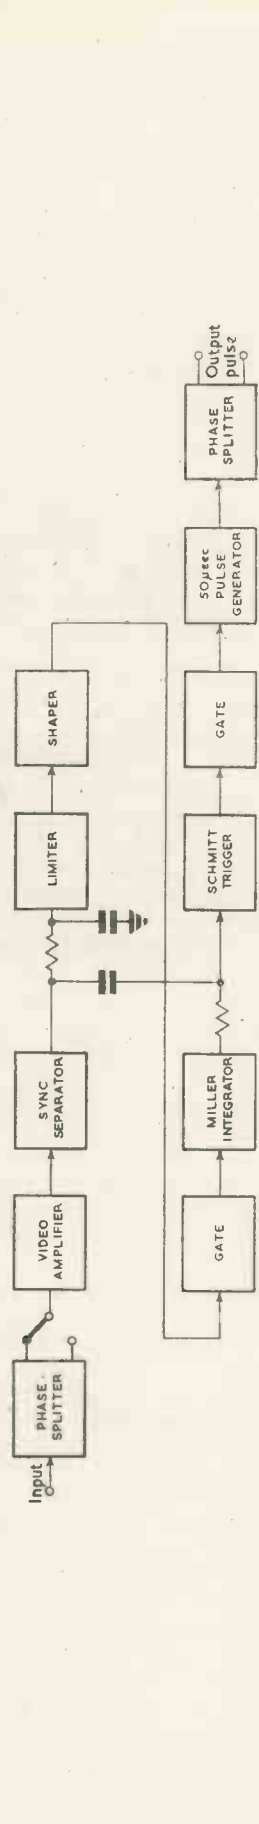 Input
PHASE-
SPLITTER
VIDEO
AMPLIFIER
SYNC
SEPARATOR
LIMITER
SHAPER
GATE
MILLER
INTEGRATOR
SCHMITT
TRIGGER
GATE
50µsec
PULSE
GENERATOR
PHASE
SPLITTER
Output
pulse